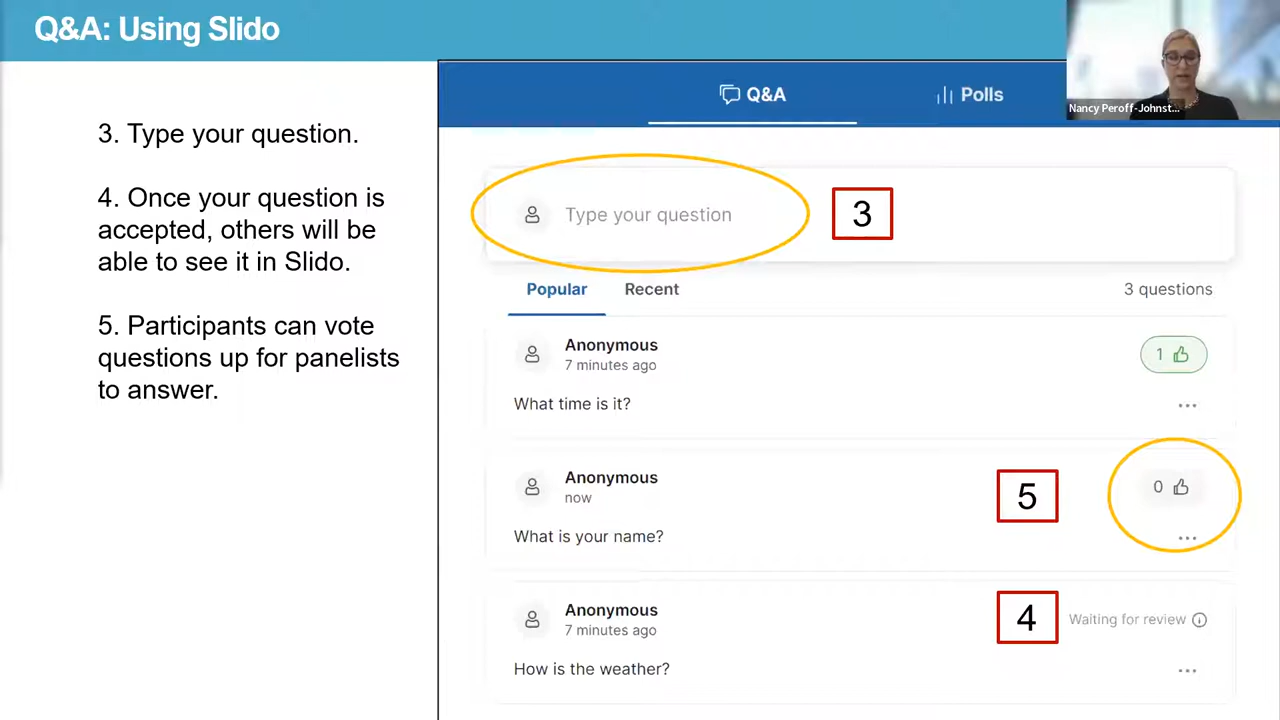 Q&A: Using Slido
Nancy Peroff-Johnst...
3. Type your question.
4. Once your question is
accepted, others will be
able to see it in Slido.
5. Participants can vote
questions up for panelists
to answer.
Q&A
Polls
Type your question
3
Popular
Recent
3 questions
Anonymous
7 minutes ago
1
What time is it?
Anonymous
now
5
0
What is your name?
Anonymous
7 minutes ago
4
Waiting for review
How is the weather?